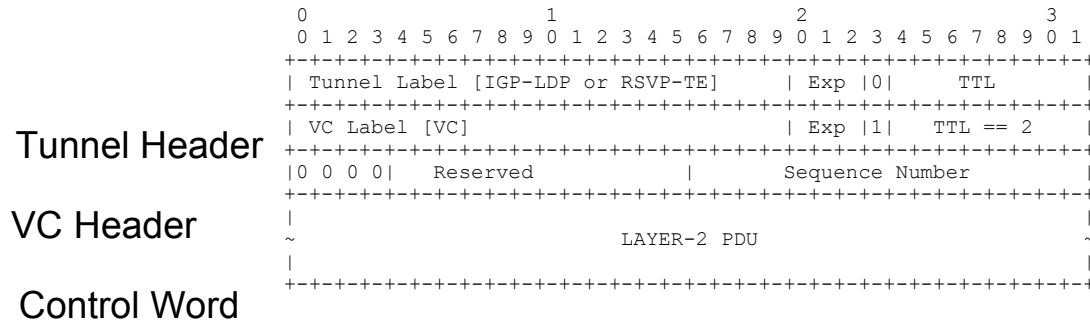 0                   1                   2                   3
0 1 2 3 4 5 6 7 8 9 0 1 2 3 4 5 6 7 8 9 0 1 2 3 4 5 6 7 8 9 0 1
+-+-+-+-+-+-+-+-+-+-+-+-+-+-+-+-+-+-+-+-+-+-+-+-+-+-+-+-+-+-+-+-+
| Tunnel Label [IGP-LDP or RSVP-TE]     | Exp |0|     TTL       |
+-+-+-+-+-+-+-+-+-+-+-+-+-+-+-+-+-+-+-+-+-+-+-+-+-+-+-+-+-+-+-+-+
| VC Label [VC]                         | Exp |1|   TTL == 2    |
Tunnel Header
+-+-+-+-+-+-+-+-+-+-+-+-+-+-+-+-+-+-+-+-+-+-+-+-+-+-+-+-+-+-+-+-+
|0 0 0 0|   Reserved            |       Sequence Number         |
+-+-+-+-+-+-+-+-+-+-+-+-+-+-+-+-+-+-+-+-+-+-+-+-+-+-+-+-+-+-+-+-+
VC Header
|                                                               |
~                          LAYER-2 PDU                          ~
|                                                               |
+-+-+-+-+-+-+-+-+-+-+-+-+-+-+-+-+-+-+-+-+-+-+-+-+-+-+-+-+-+-+-+-+
Control Word